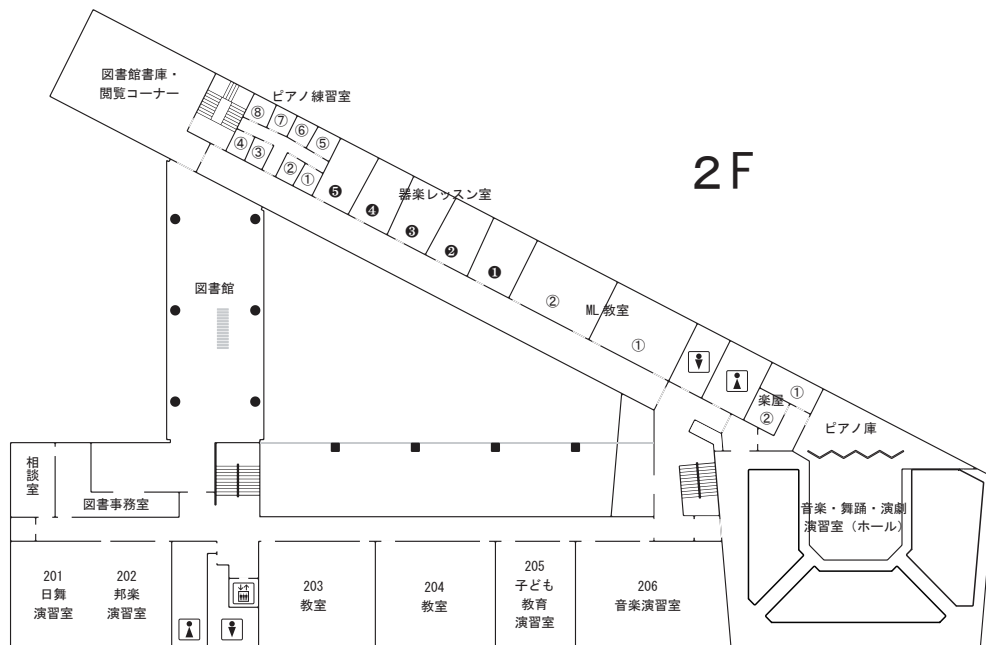 図書館書庫・
閲覧コーナー
ピアノ練習室
⑧
⑦
⑥
⑤
④
③
②
①
2F
器楽レッスン室
❺
❹
❸
❷
❶
図書館
ML教室
②
①
楽屋
①
②
ピアノ庫
相談室
図書事務室
音楽・舞踊・演劇
演習室（ホール）
201
日舞
演習室
202
邦楽
演習室
203
教室
204
教室
205
子ども
教育
演習室
206
音楽演習室